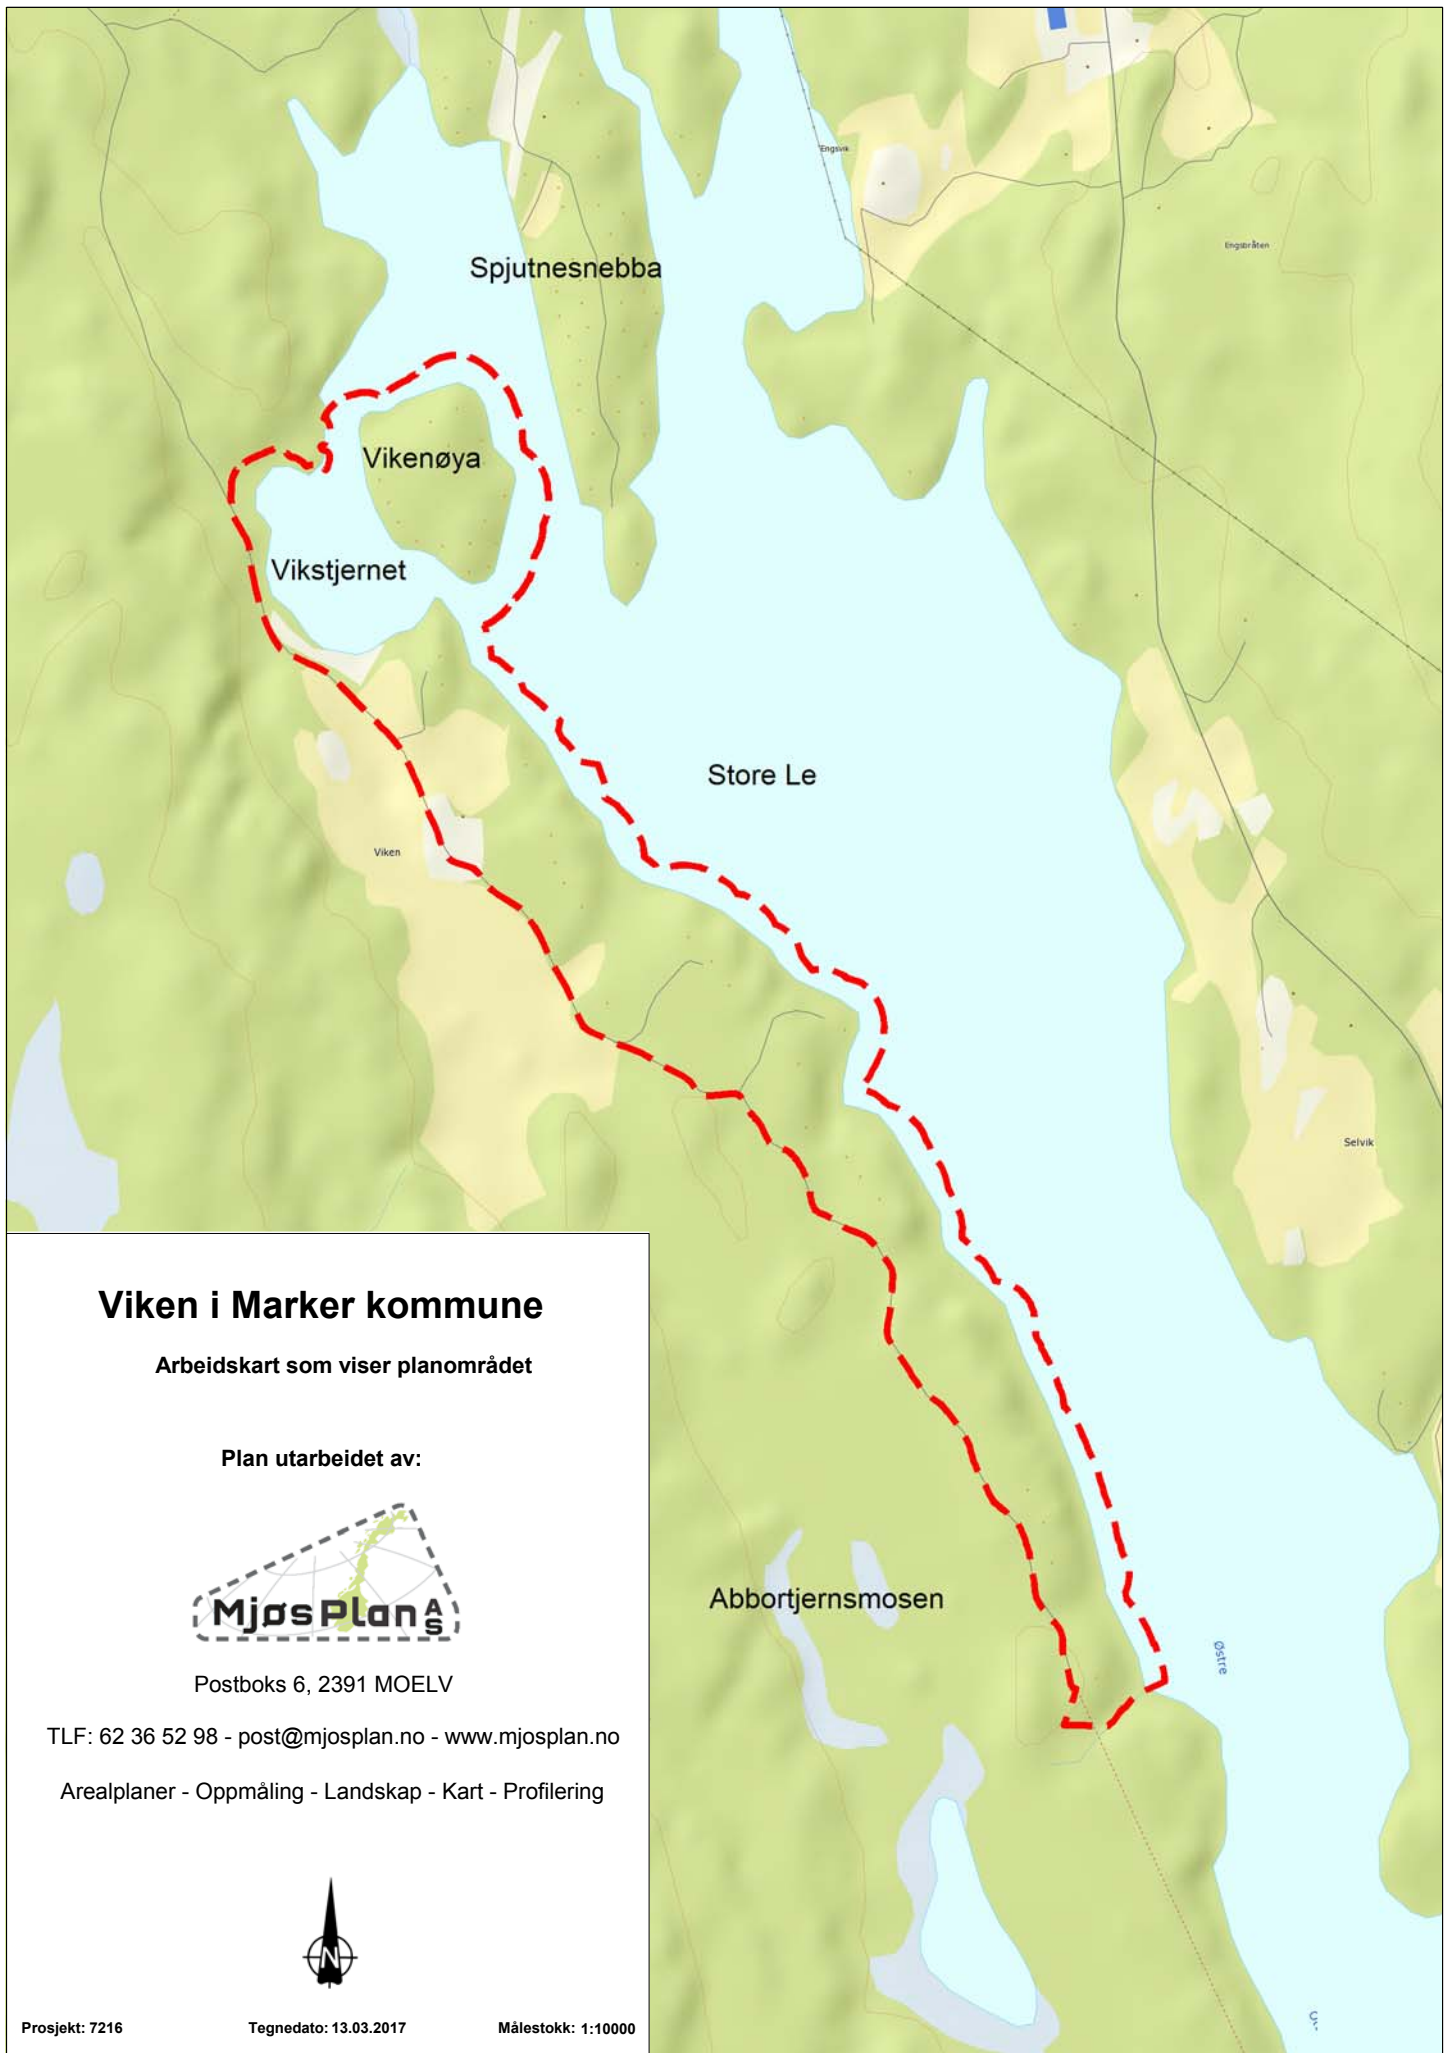 Engsvik
Engsbråten
Spjutnesnebba
Vikenøya
Vikstjernet
Store Le
Viken
Selvik
Viken i Marker kommune
Arbeidskart som viser planområdet
Plan utarbeidet av:
MjøsPlan AS
Postboks 6, 2391 MOELV
TLF: 62 36 52 98 - post@mjosplan.no - www.mjosplan.no
Arealplaner - Oppmåling - Landskap - Kart - Profilering
N
Prosjekt: 7216 Tegnedato: 13.03.2017 Målestokk: 1:10000
Abbortjernsmosen
Østre